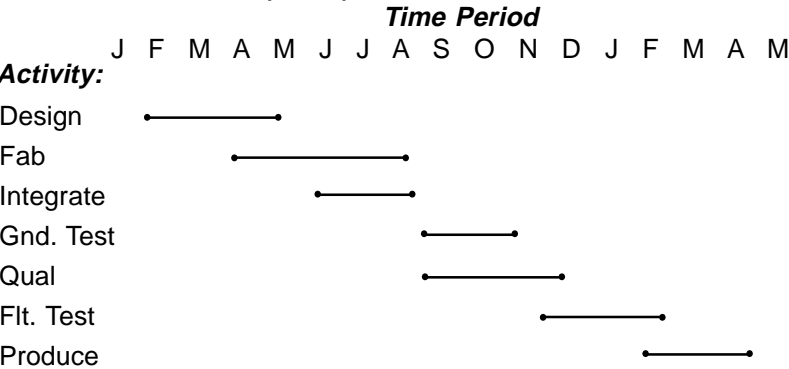 Time Period
J F M A M J J A S O N D J F M A M
Activity:
Design
Fab
Integrate
Gnd. Test
Qual
Flt. Test
Produce